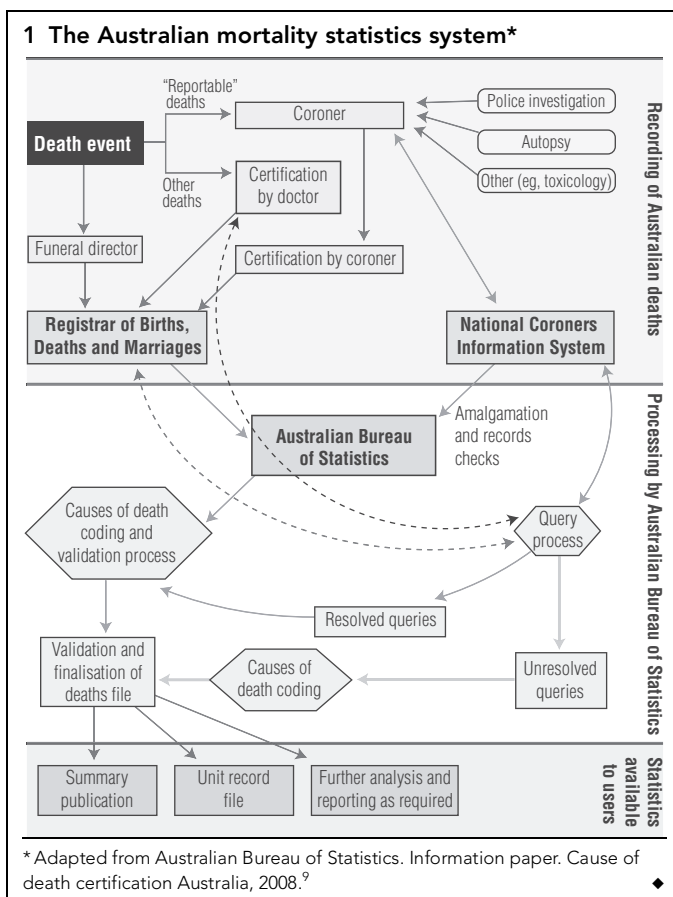 1 The Australian mortality statistics system*
"Reportable"
deaths
Coroner
Police investigation
Autopsy
Other (eg, toxicology)
Death event
Other
deaths
Certification
by doctor
Funeral director
Certification by coroner
Registrar of Births,
Deaths and Marriages
National Coroners
Information System
Recording of Australian deaths
Australian Bureau
of Statistics
Amalgamation
and records
checks
Causes of death
coding and
validation process
Query
process
Resolved queries
Validation and
finalisation of
deaths file
Causes of
death coding
Unresolved
queries
Processing by Australian Bureau of Statistics
Summary
publication
Unit record
file
Further analysis and
reporting as required
Statistics
available
to users
* Adapted from Australian Bureau of Statistics. Information paper. Cause of
death certification Australia, 2008.9 ◆